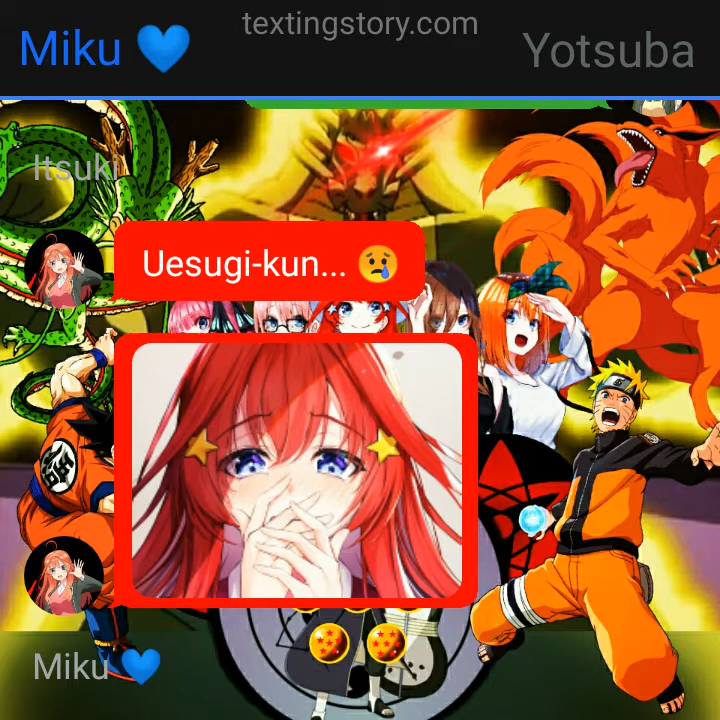 textingstory.com
Miku 💙
Yotsuba
Itsuki
Uesugi-kun... 😢
Miku 💙